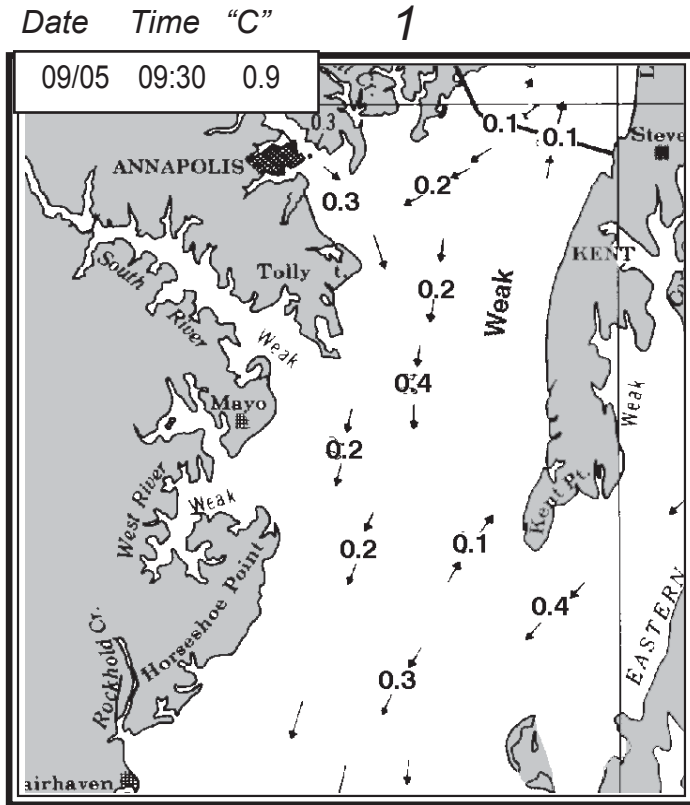 Date Time “C” 1
09/05 09:30 0.9
0.3
0.1
0.1
Steve
ANNAPOLIS
0.3
0.2
South River
Tolly
t.
KENT
0.2
Weak
Weak
0.4
Mayo
Weak
0.2
West River
Weak
Kent Pt.
0.2
0.1
Horseshoe Point
0.4
EASTERN
Rockhold Cr.
0.3
airhaven